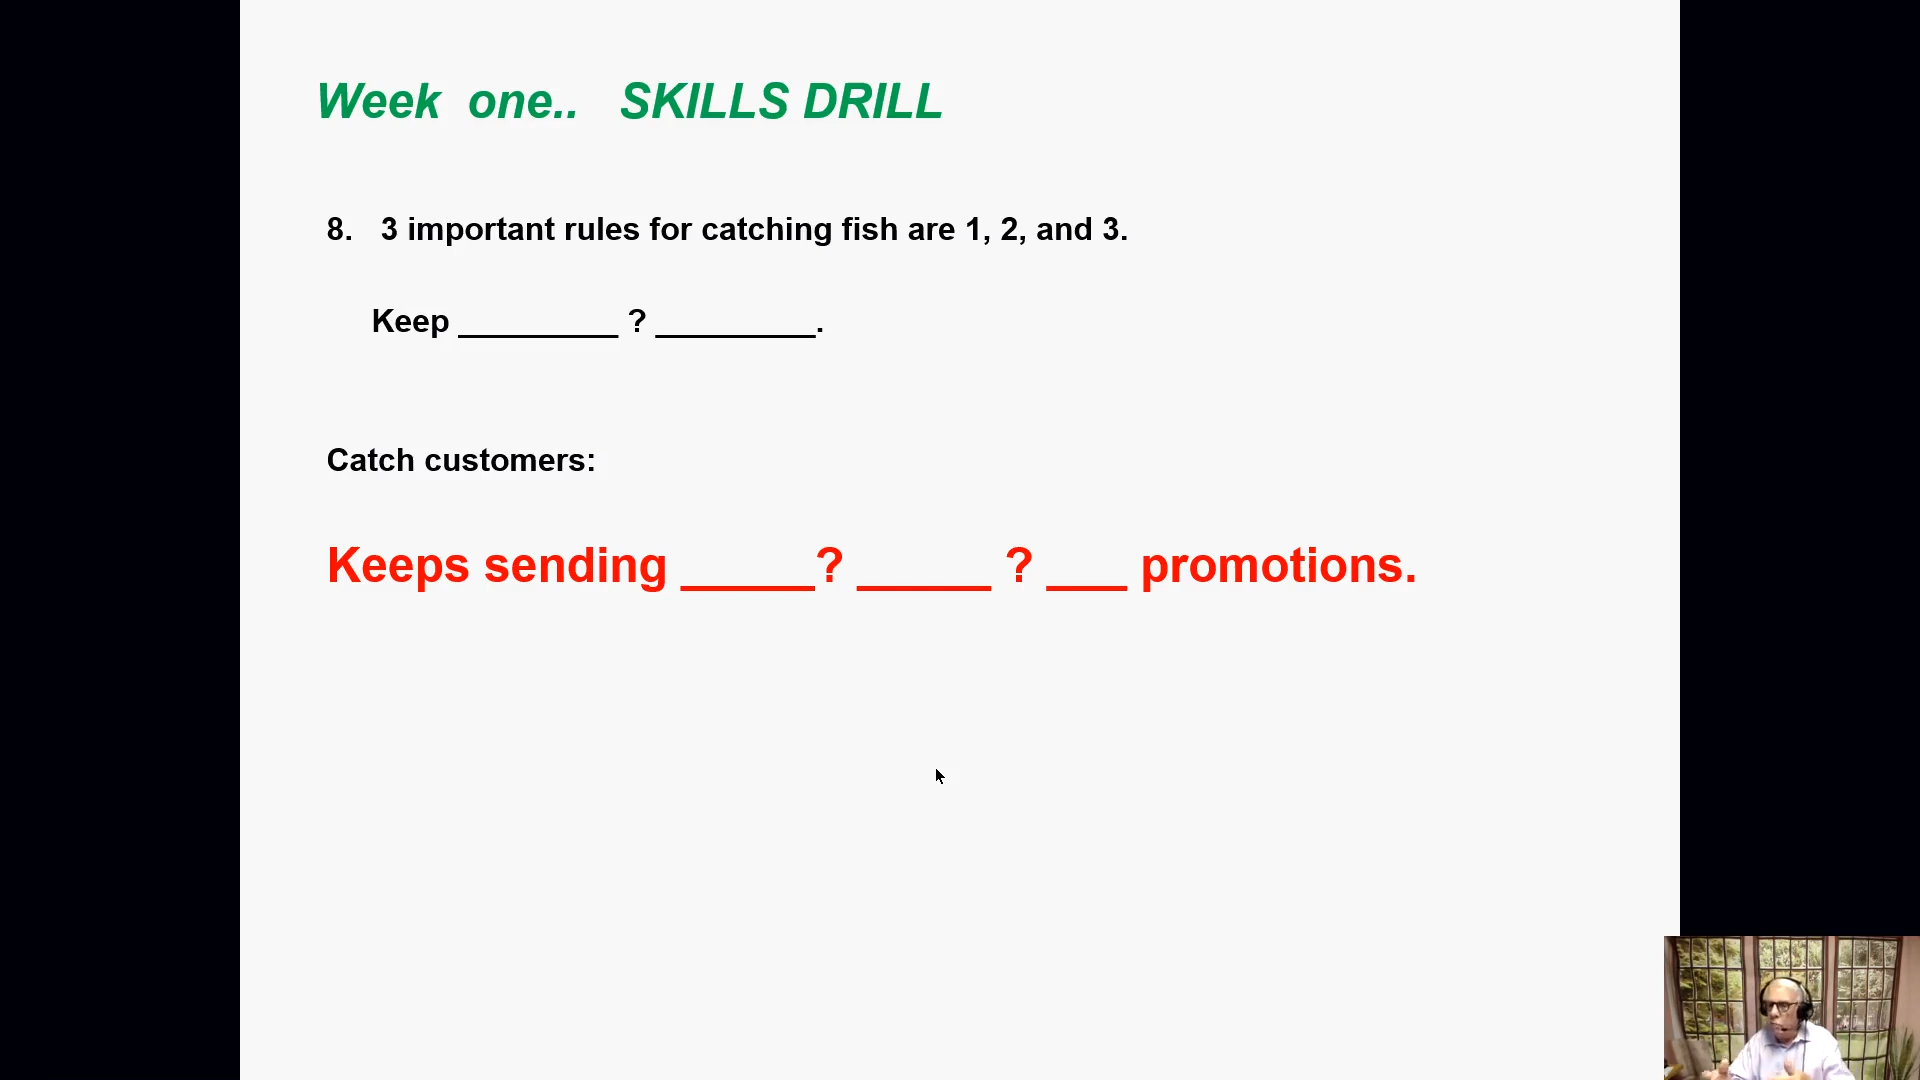 Week one.. SKILLS DRILL
8. 3 important rules for catching fish are 1, 2, and 3.
Keep _________ ? _________.
Catch customers:
Keeps sending _____? _____ ? ___ promotions.